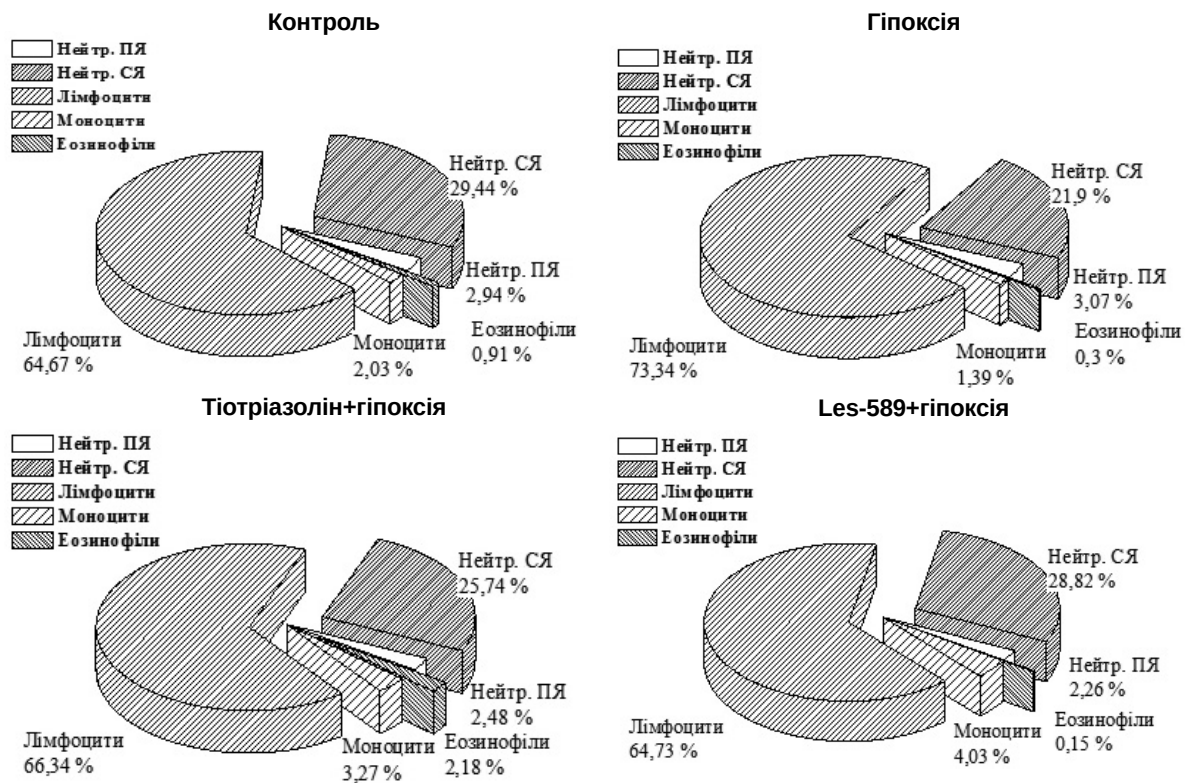 Контроль
Нейтр. ПЯ
Нейтр. СЯ
Лімфоцити
Моноцити
Еозинофіли
Нейтр. СЯ
29,44 %
Нейтр. ПЯ
2,94 %
Еозинофіли
0,91 %
Моноцити
2,03 %
Лімфоцити
64,67 %
Гіпоксія
Нейтр. ПЯ
Нейтр. СЯ
Лімфоцити
Моноцити
Еозинофіли
Нейтр. СЯ
21,9 %
Нейтр. ПЯ
3,07 %
Еозинофіли
0,3 %
Моноцити
1,39 %
Лімфоцити
73,34 %
Тіотріазолін+гіпоксія
Нейтр. ПЯ
Нейтр. СЯ
Лімфоцити
Моноцити
Еозинофіли
Нейтр. СЯ
25,74 %
Нейтр. ПЯ
2,48 %
Еозинофіли
2,18 %
Моноцити
3,27 %
Лімфоцити
66,34 %
Les-589+гіпоксія
Нейтр. ПЯ
Нейтр. СЯ
Лімфоцити
Моноцити
Еозинофіли
Нейтр. СЯ
28,82 %
Нейтр. ПЯ
2,26 %
Еозинофіли
0,15 %
Моноцити
4,03 %
Лімфоцити
64,73 %